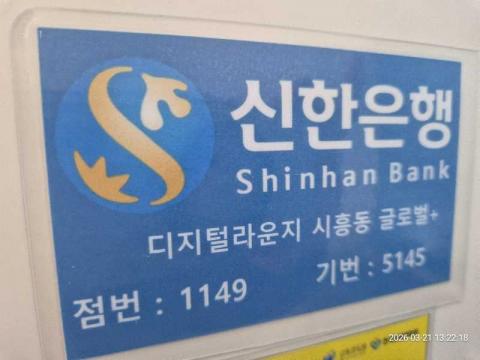 신한은행
Shinhan Bank
디지털라운지 시흥동 글로벌+
점번 : 1149 기번 : 5145
2026-03-21 13:22:18